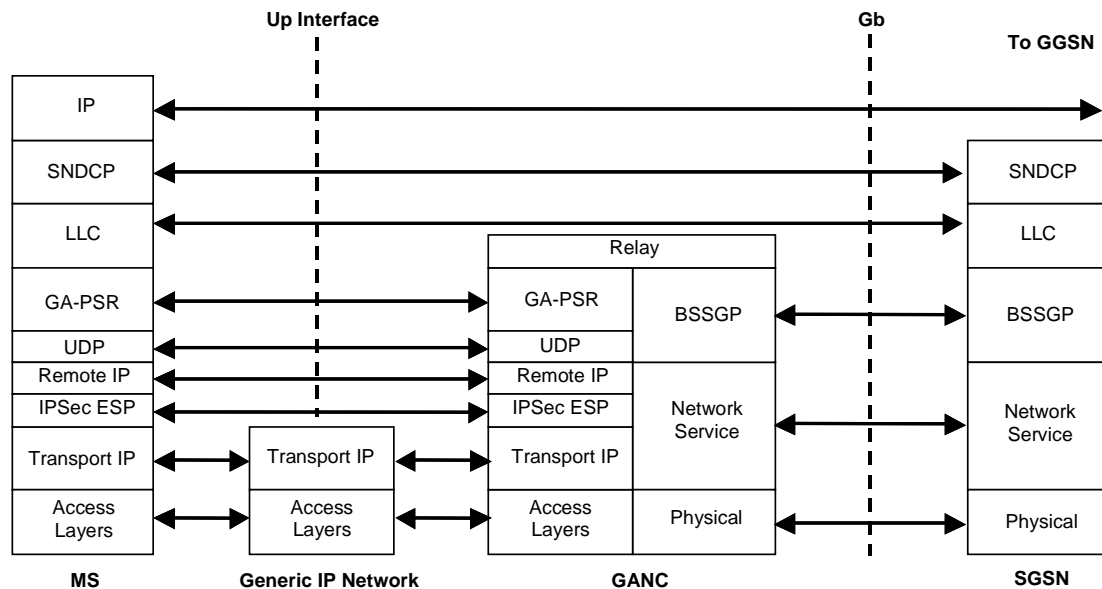 Up Interface
Gb
To GGSN
IP
SNDCP
SNDCP
LLC
LLC
Relay
GA-PSR
GA-PSR
BSSGP
BSSGP
UDP
UDP
Remote IP
Remote IP
IPSec ESP
IPSec ESP
Network
Service
Network
Service
Transport IP
Transport IP
Transport IP
Access
Layers
Access
Layers
Access
Layers
Physical
Physical
MS
Generic IP Network
GANC
SGSN